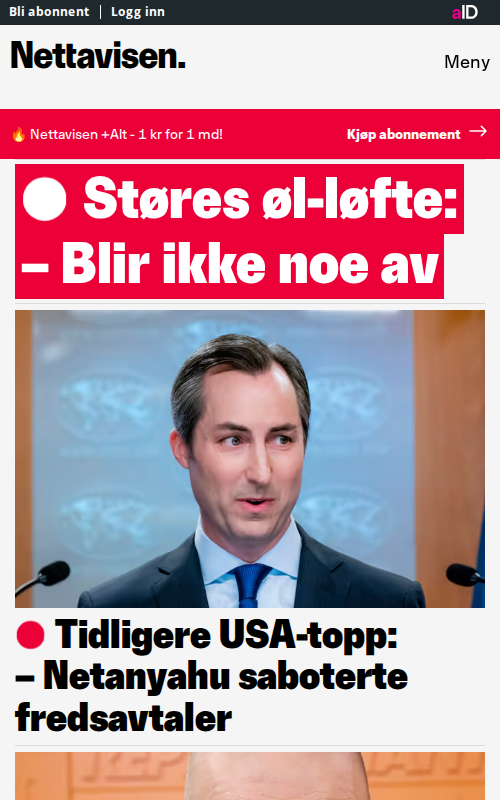 Bli abonnent
Logg inn
aID
Nettavisen.
Meny
🔥 Nettavisen +Alt - 1 kr for 1 md!
Kjøp abonnement →
Støres øl-løfte:
– Blir ikke noe av
Tidligere USA-topp:
– Netanyahu saboterte
fredsavtaler